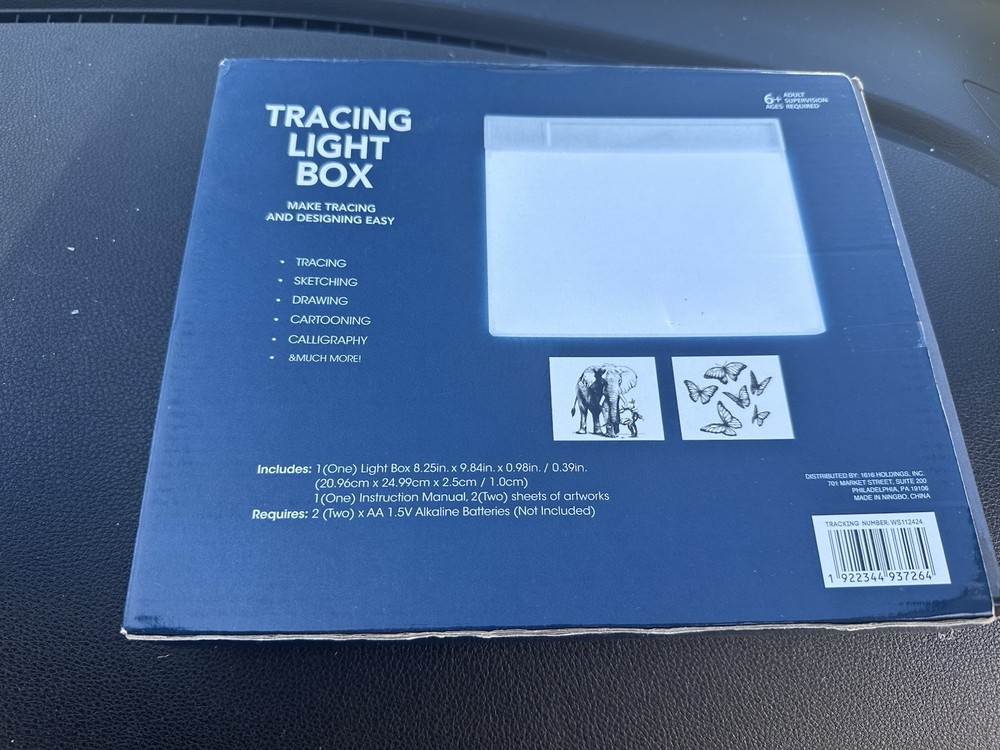 TRACING
LIGHT
BOX
MAKE TRACING
AND DESIGNING EASY
• TRACING
• SKETCHING
• DRAWING
• CARTOONING
• CALLIGRAPHY
• &MUCH MORE!
6+
AGES
ADULT
SUPERVISION
REQUIRED
Includes: 1(One) Light Box 8.25in. x 9.84in. x 0.98in. / 0.39in.
(20.96cm x 24.99cm x 2.5cm / 1.0cm)
1(One) Instruction Manual, 2(Two) sheets of artworks
Requires: 2 (Two) x AA 1.5V Alkaline Batteries (Not Included)
DISTRIBUTED BY: 1616 HOLDINGS, INC.
701 MARKET STREET, SUITE 200
PHILADELPHIA, PA 19106
MADE IN NINGBO, CHINA
TRACKING NUMBER: WS112424
1 922344 937264